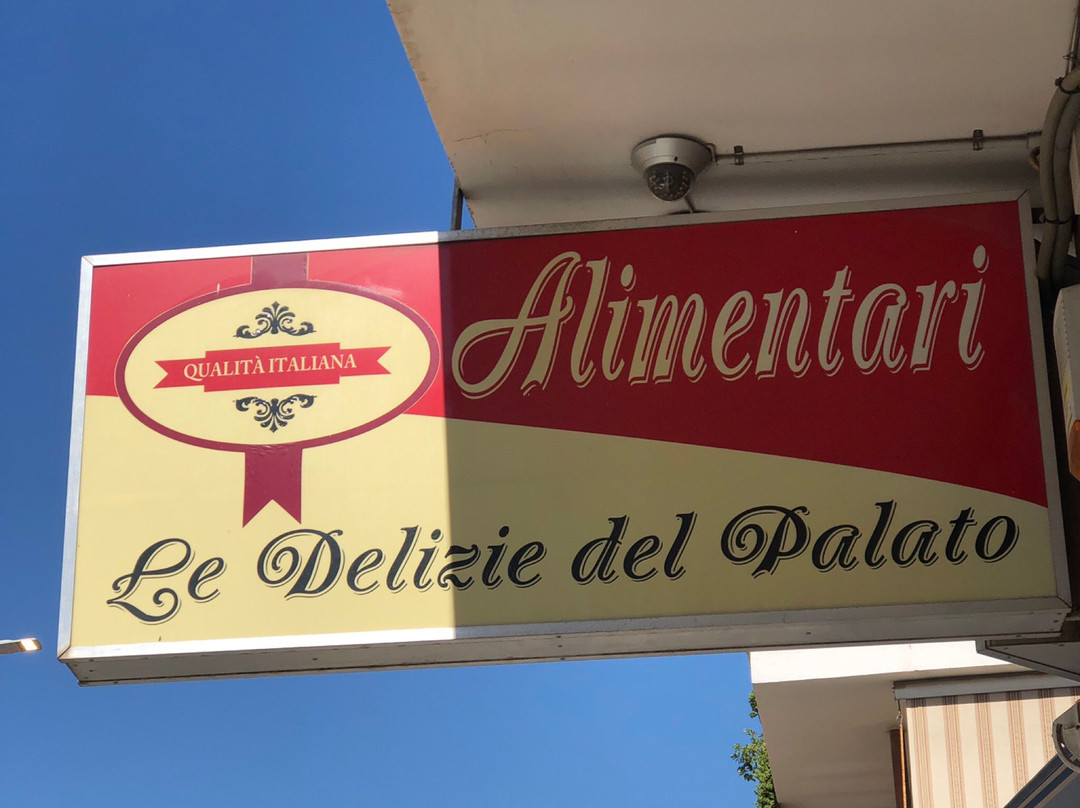 Alimentari
QUALITÀ ITALIANA
Le Delizie del Palato